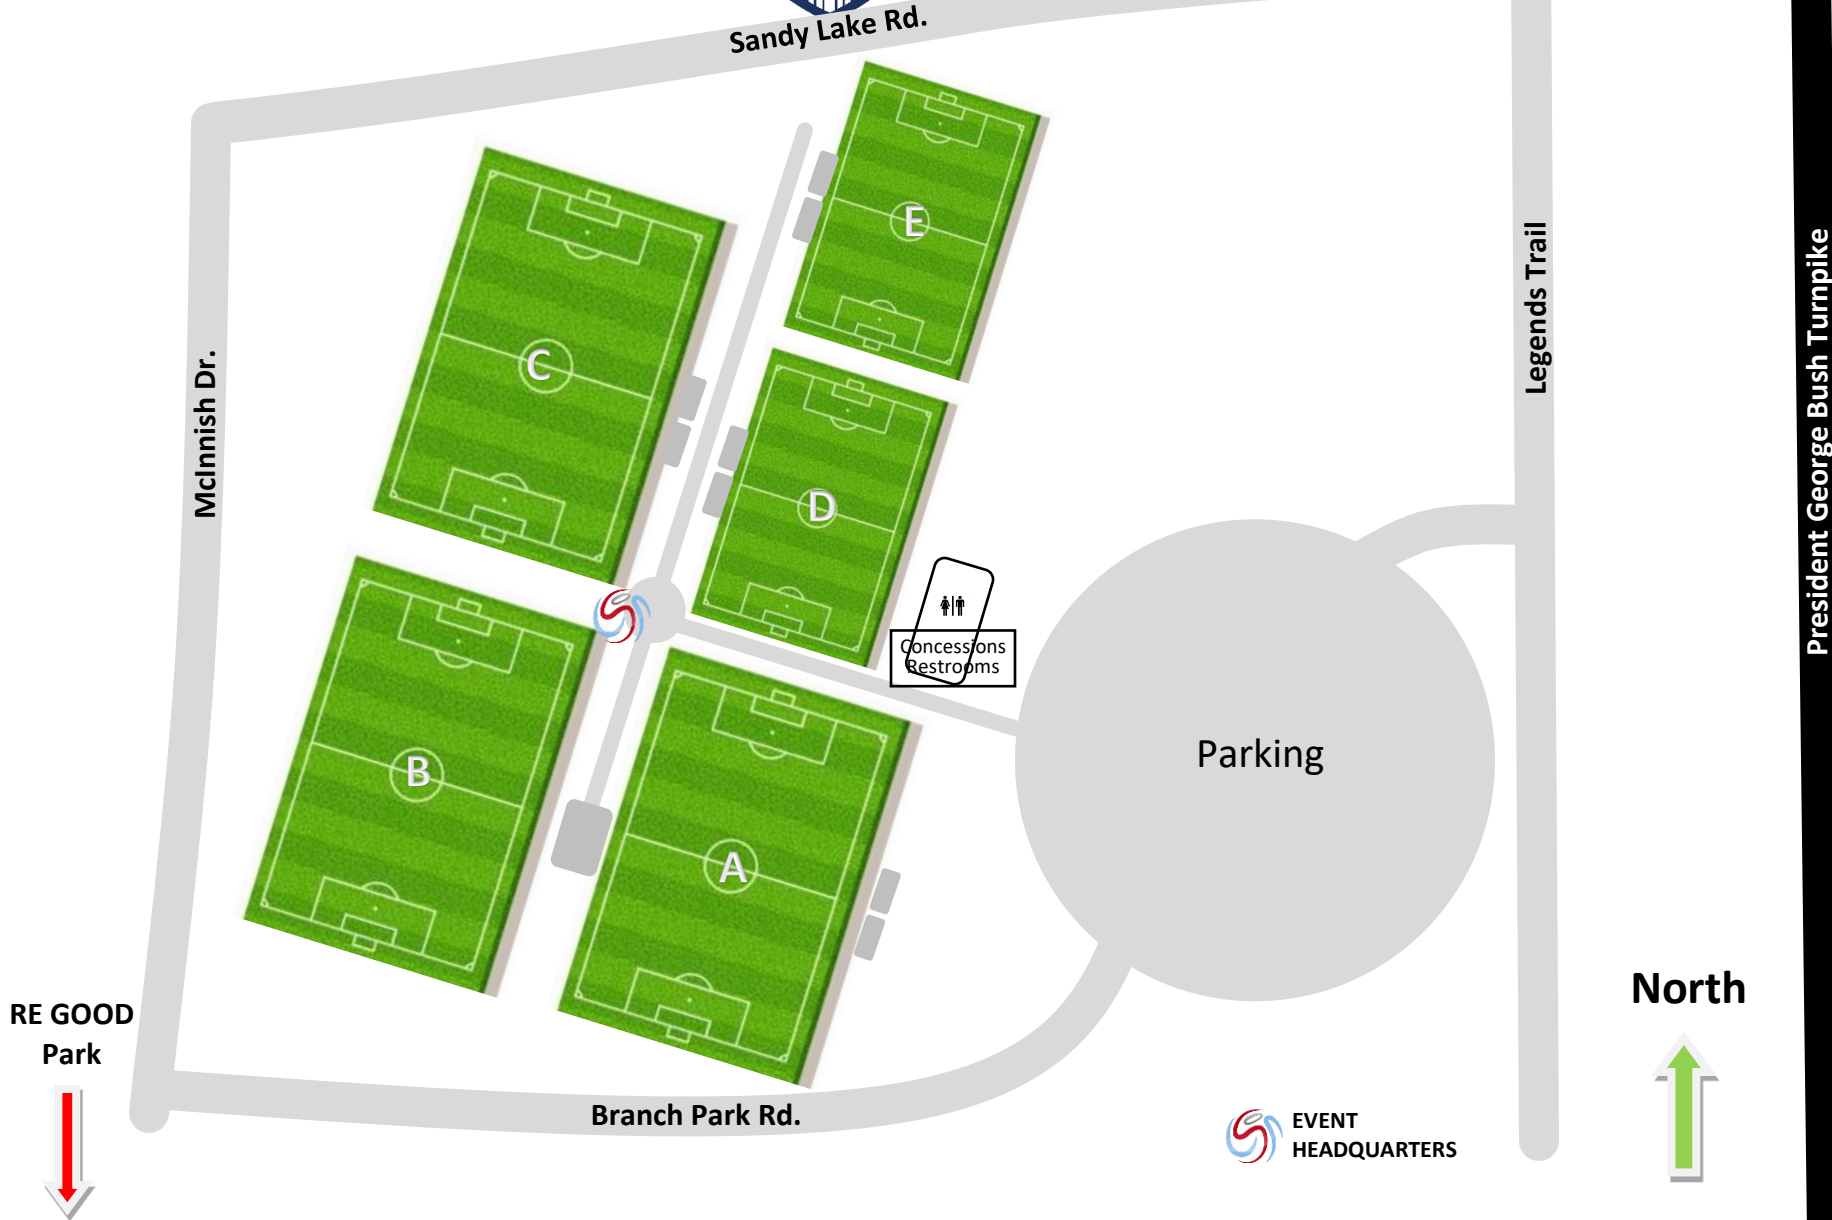 Sandy Lake Rd.
E
C
D
B
A
McInnish Dr.
Legends Trail
President George Bush Turnpike
Concessions
Restrooms
Parking
RE GOOD
Park
Branch Park Rd.
North
EVENT
HEADQUARTERS